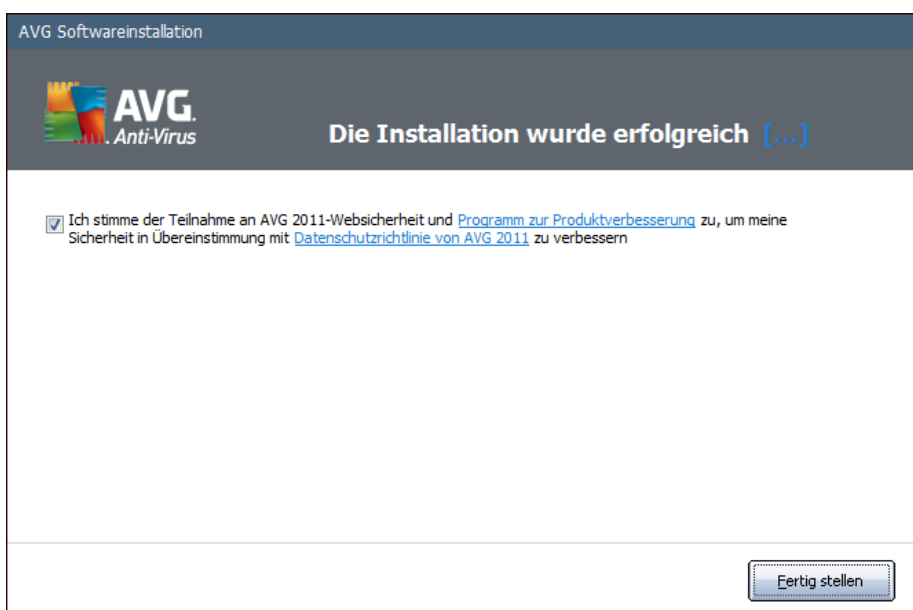 AVG Softwareinstallation
AVG.
Anti-Virus
Die Installation wurde erfolgreich [...]
Ich stimme der Teilnahme an AVG 2011-Websicherheit und Programm zur Produktverbesserung zu, um meine
Sicherheit in Übereinstimmung mit Datenschutzrichtlinie von AVG 2011 zu verbessern
Fertig stellen